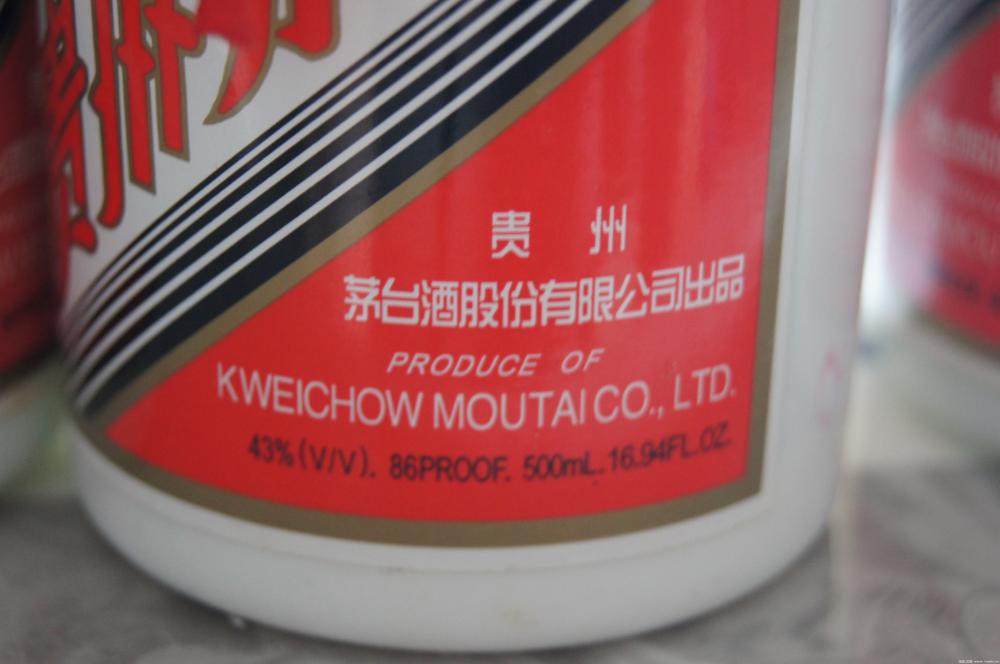 贵州
茅台酒股份有限公司出品
PRODUCE OF
KWEICHOW MOUTAI CO., LTD.
43%(V/V). 86PROOF. 500mL.16.94FL.OZ.